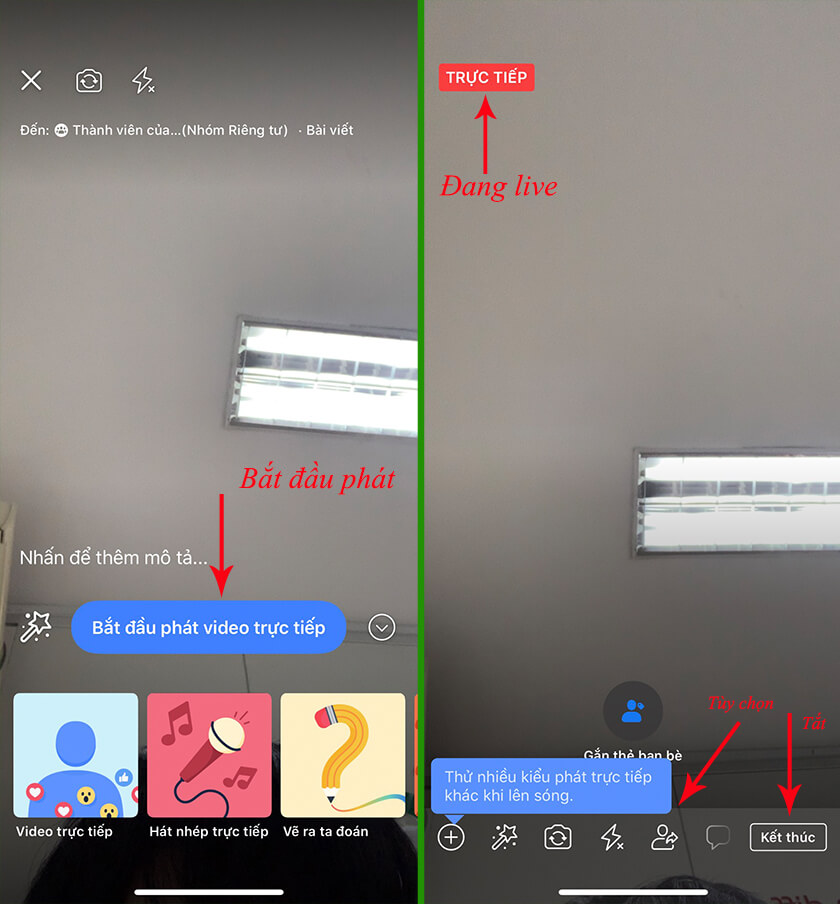 Đến: Thành viên của...(Nhóm Riêng tư) · Bài viết
Bắt đầu phát
Nhấn để thêm mô tả...
Bắt đầu phát video trực tiếp
Video trực tiếp
Hát nhép trực tiếp
Vẽ ra ta đoán
TRỰC TIẾP
Đang live
Tùy chọn
Tắt
Gắn thẻ bạn bè
Thử nhiều kiểu phát trực tiếp
khác khi lên sóng.
Kết thúc